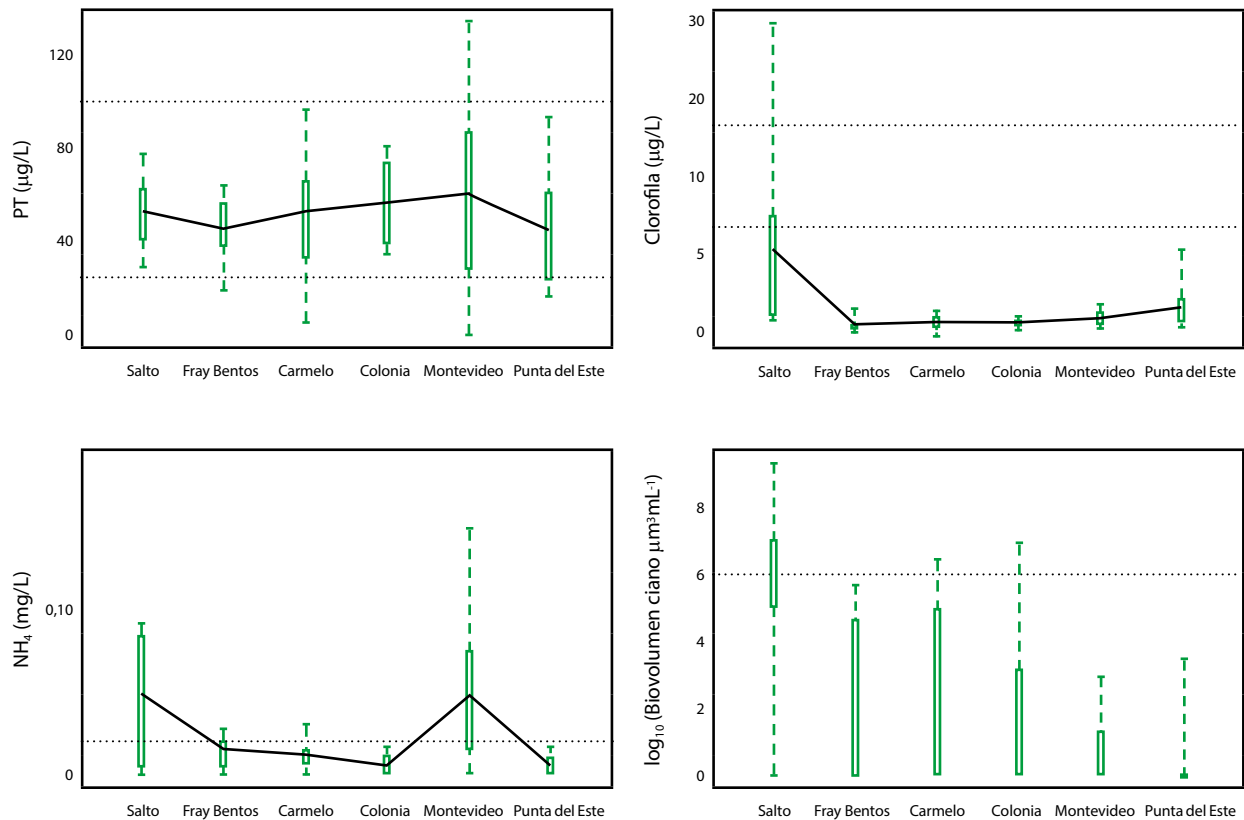 PT (μg/L)
120
80
40
0
Salto Fray Bentos Carmelo Colonia Montevideo Punta del Este
Clorofila (μg/L)
30
20
10
5
0
Salto Fray Bentos Carmelo Colonia Montevideo Punta del Este
NH₄ (mg/L)
0,10
0
Salto Fray Bentos Carmelo Colonia Montevideo Punta del Este
log₁₀ (Biovolumen ciano μm³mL⁻¹)
8
6
4
2
0
Salto Fray Bentos Carmelo Colonia Montevideo Punta del Este